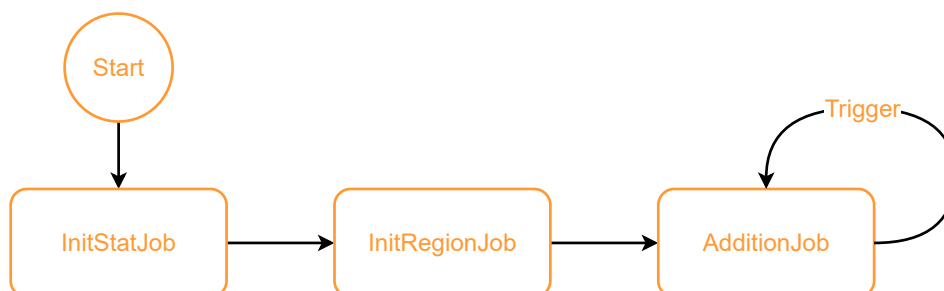 Start
Trigger
InitStatJob
InitRegionJob
AdditionJob